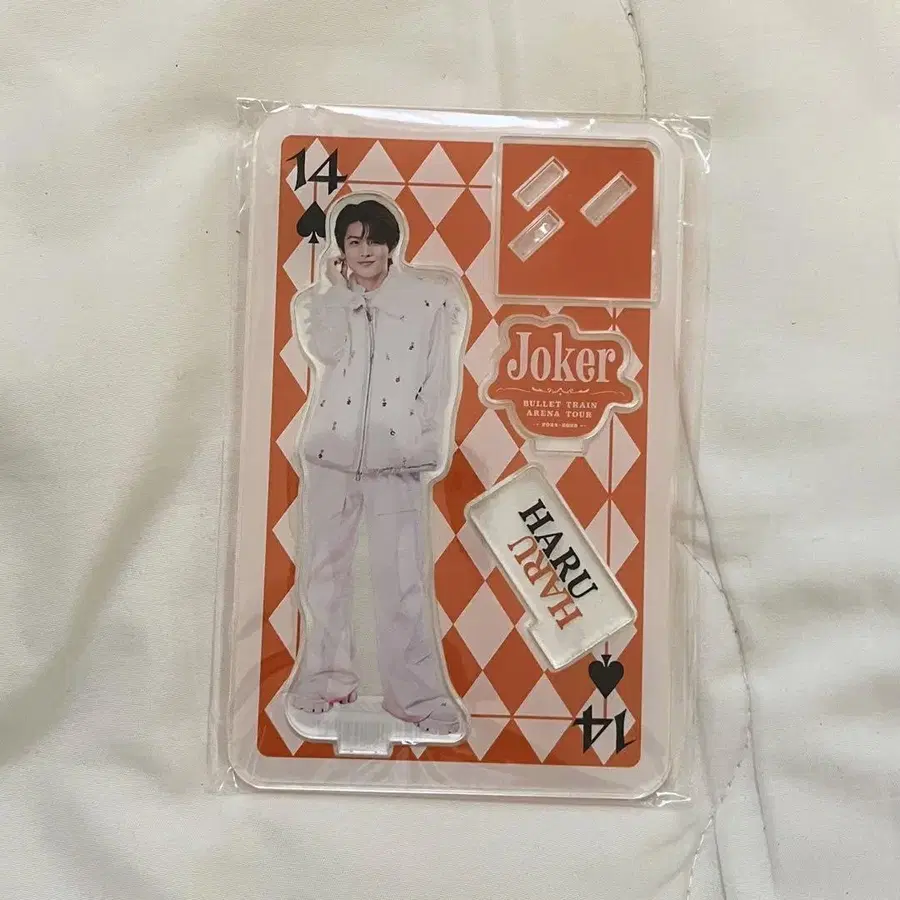 14
Joker
BULLET TRAIN
ARENA TOUR
HARU
HARU
14